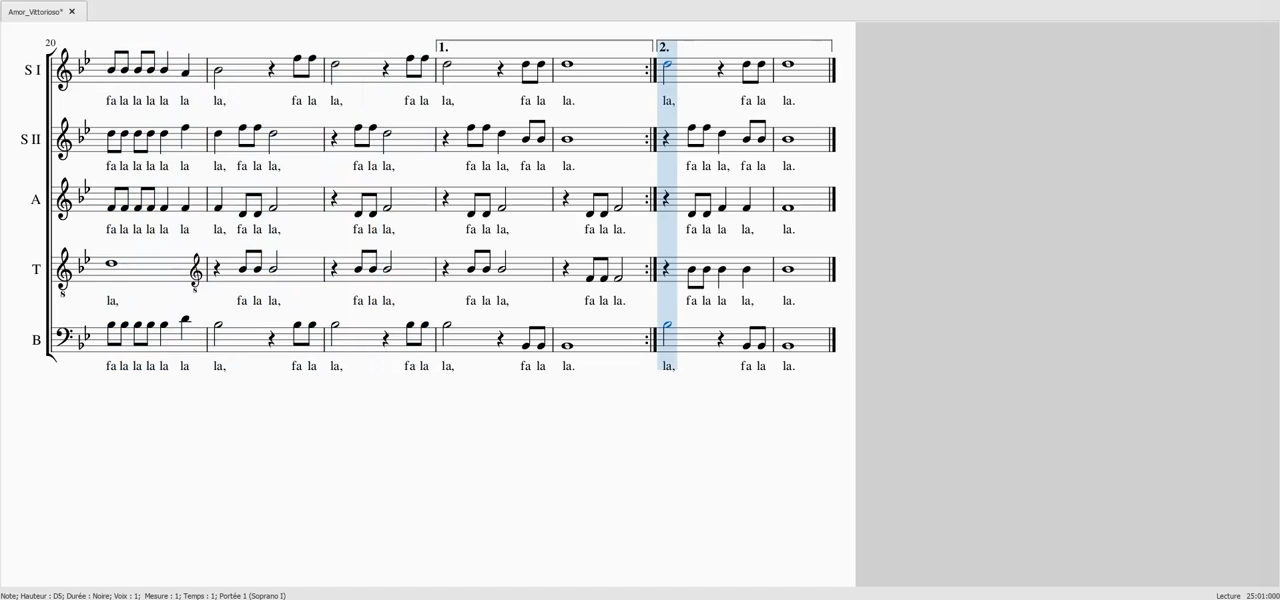 Amor_Vittorioso* ×
20
1. 2.
S I
fa la la la la la la, fa la la, fa la la, fa la la. la, fa la la.
S II
fa la la la la la la, fa la la, fa la la, fa la la, fa la la. fa la la, fa la la.
A
fa la la la la la la, fa la la, fa la la, fa la la, fa la la. fa la la la, la.
T
8 8
la, fa la la, fa la la, fa la la, fa la la. fa la la la, la.
B
fa la la la la la la, fa la la, fa la la, fa la la. la, fa la la.
Note; Hauteur : D5; Durée : Noire; Voix : 1; Mesure : 1; Temps : 1; Portée 1 (Soprano I) Lecture 25:01:000